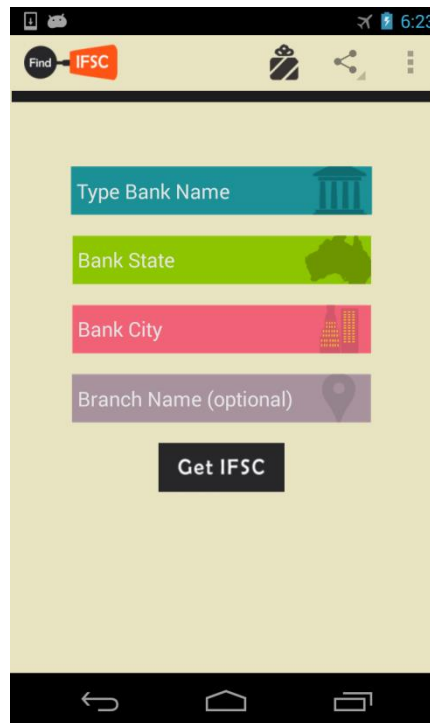 6:23
Find IFSC
Type Bank Name
Bank State
Bank City
Branch Name (optional)
Get IFSC